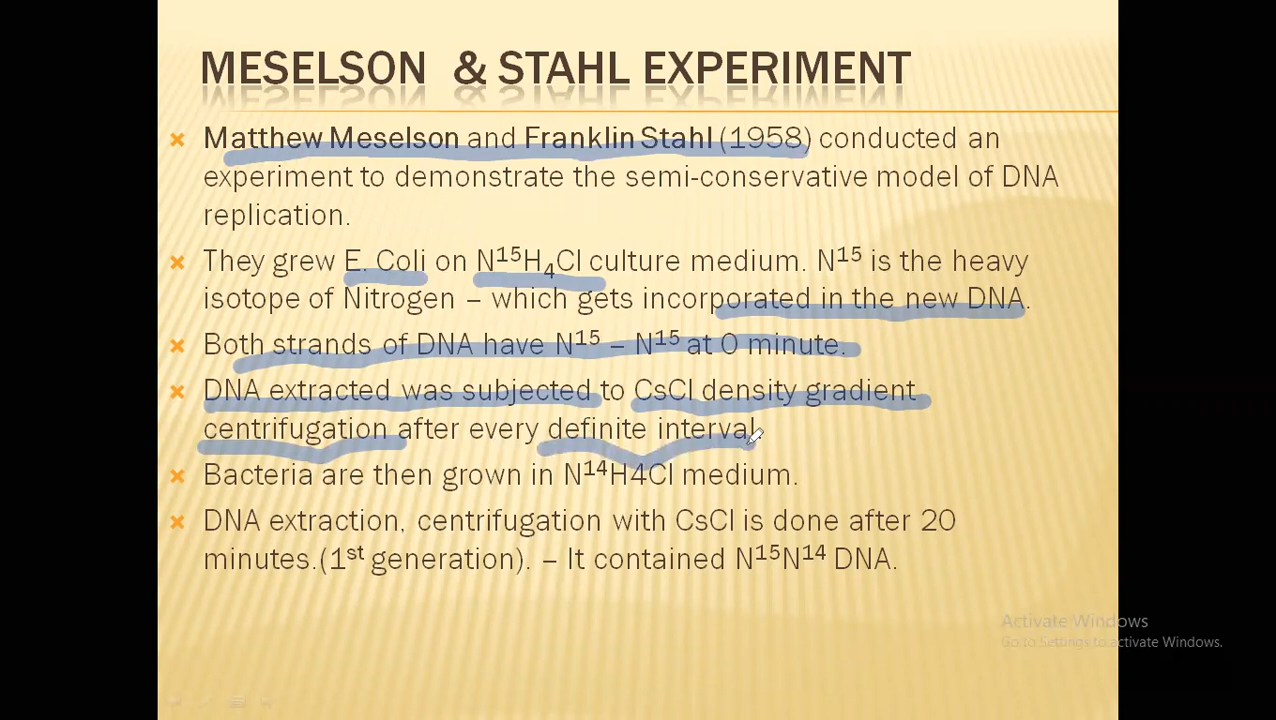 MESELSON & STAHL EXPERIMENT
Matthew Meselson and Franklin Stahl (1958) conducted an
experiment to demonstrate the semi-conservative model of DNA
replication.
They grew E. Coli on N¹⁵H₄Cl culture medium. N¹⁵ is the heavy
isotope of Nitrogen – which gets incorporated in the new DNA.
Both strands of DNA have N¹⁵ – N¹⁵ at 0 minute.
DNA extracted was subjected to CsCl density gradient
centrifugation after every definite interval.
Bacteria are then grown in N¹⁴H4Cl medium.
DNA extraction, centrifugation with CsCl is done after 20
minutes.(1ˢᵗ generation). – It contained N¹⁵N¹⁴ DNA.
Activate Windows
Go to Settings to activate Windows.